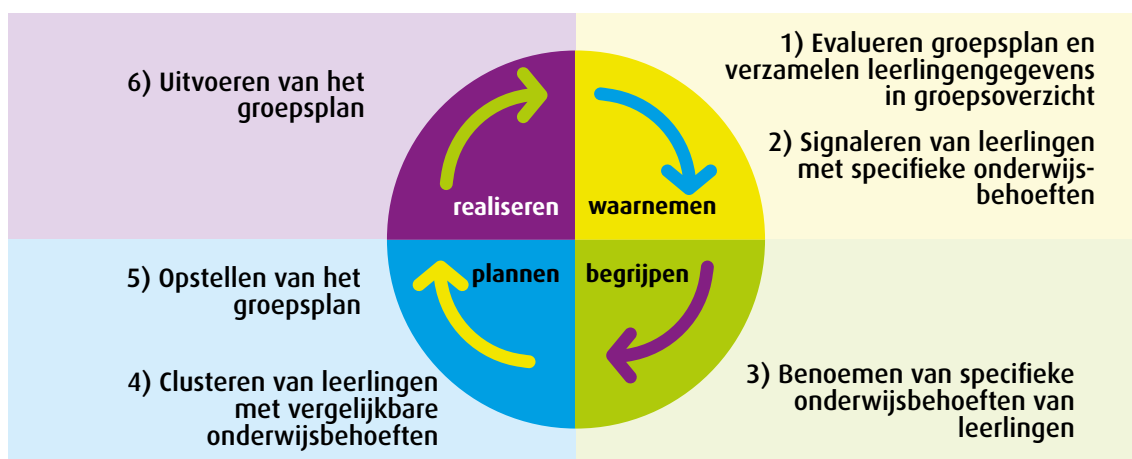 1) Evalueren groepsplan en
verzamelen leerlingengegevens
in groepsoverzicht
2) Signaleren van leerlingen
met specifieke onderwijs-
behoeften
3) Benoemen van specifieke
onderwijsbehoeften van
leerlingen
4) Clusteren van leerlingen
met vergelijkbare
onderwijsbehoeften
5) Opstellen van het
groepsplan
6) Uitvoeren van het
groepsplan
realiseren
waarnemen
plannen
begrijpen